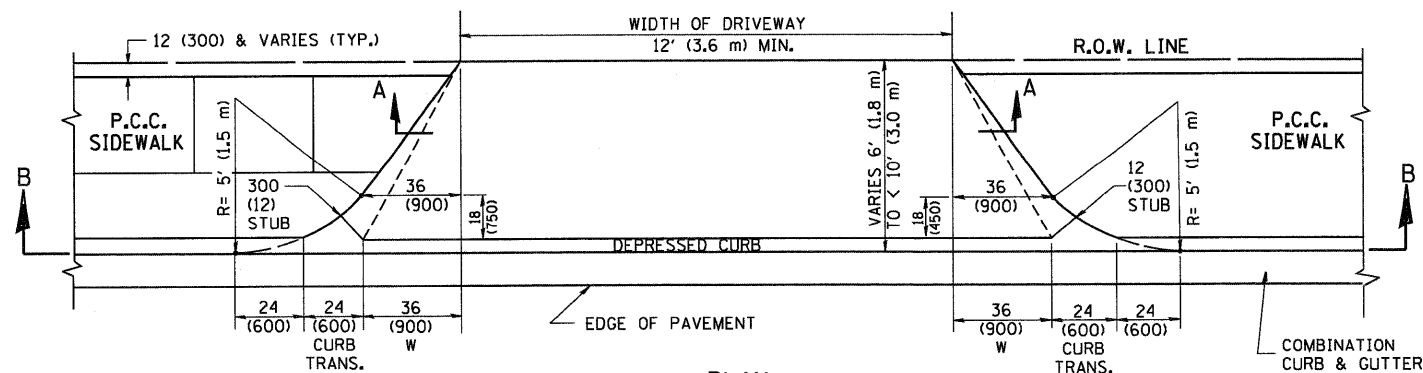 12 (300) & VARIES (TYP.)
WIDTH OF DRIVEWAY
12' (3.6 m) MIN.
R.O.W. LINE
A
A
P.C.C.
SIDEWALK
P.C.C.
SIDEWALK
R= 5' (1.5 m)
VARIES 6' (1.8 m)
TO < 10' (3.0 m)
R= 5' (1.5 m)
B
B
300
(12)
STUB
36
(900)
18
(750)
36
(900)
18
(450)
12
(300)
STUB
DEPRESSED CURB
24
(600)
24
(600)
CURB
TRANS.
36
(900)
W
EDGE OF PAVEMENT
36
(900)
W
24
(600)
CURB
TRANS.
24
(600)
COMBINATION
CURB & GUTTER